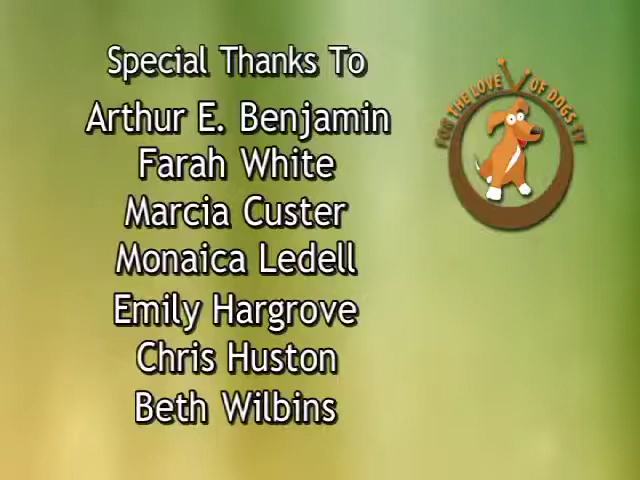 Special Thanks To
Arthur E. Benjamin
Farah White
Marcia Custer
Monaica Ledell
Emily Hargrove
Chris Huston
Beth Wilbins
FOR THE LOVE OF DOGS TV